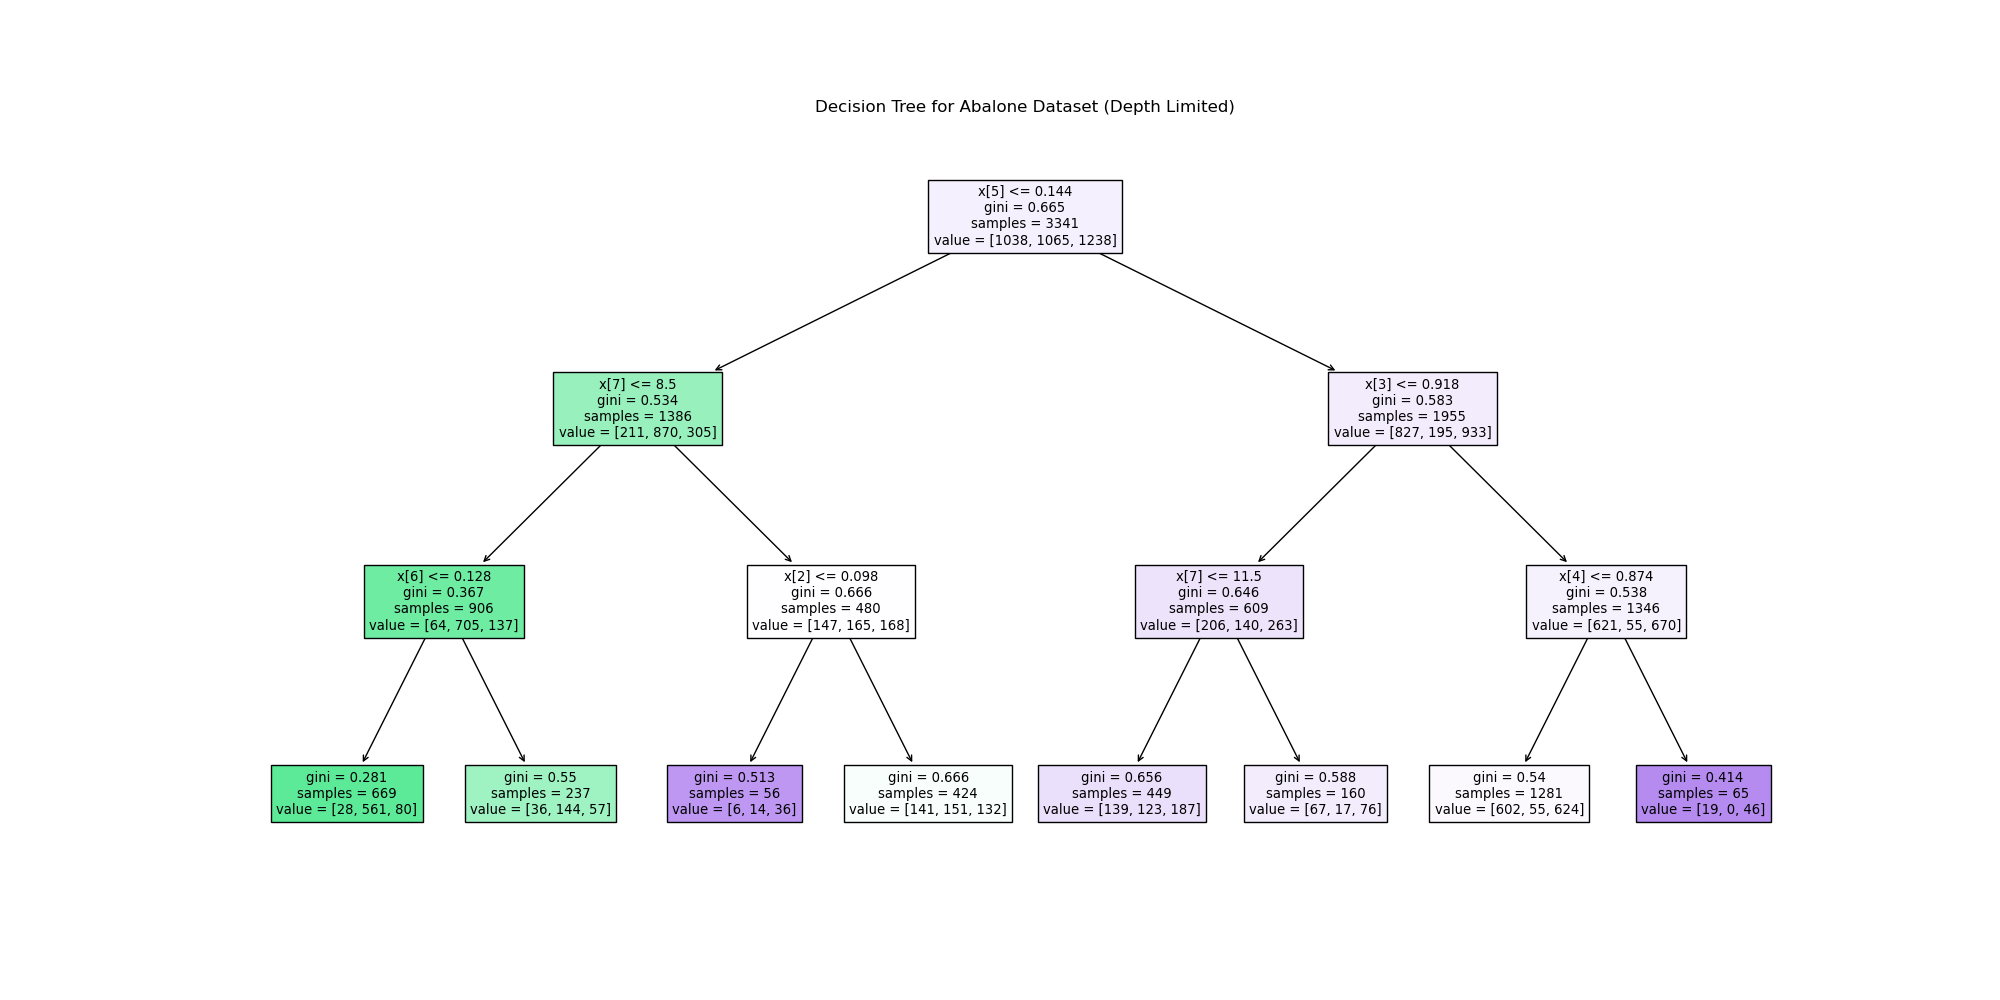 Decision Tree for Abalone Dataset (Depth Limited)
x[5] <= 0.144
gini = 0.665
samples = 3341
value = [1038, 1065, 1238]
x[7] <= 8.5
gini = 0.534
samples = 1386
value = [211, 870, 305]
x[3] <= 0.918
gini = 0.583
samples = 1955
value = [827, 195, 933]
x[6] <= 0.128
gini = 0.367
samples = 906
value = [64, 705, 137]
x[2] <= 0.098
gini = 0.666
samples = 480
value = [147, 165, 168]
x[7] <= 11.5
gini = 0.646
samples = 609
value = [206, 140, 263]
x[4] <= 0.874
gini = 0.538
samples = 1346
value = [621, 55, 670]
gini = 0.281
samples = 669
value = [28, 561, 80]
gini = 0.55
samples = 237
value = [36, 144, 57]
gini = 0.513
samples = 56
value = [6, 14, 36]
gini = 0.666
samples = 424
value = [141, 151, 132]
gini = 0.656
samples = 449
value = [139, 123, 187]
gini = 0.588
samples = 160
value = [67, 17, 76]
gini = 0.54
samples = 1281
value = [602, 55, 624]
gini = 0.414
samples = 65
value = [19, 0, 46]